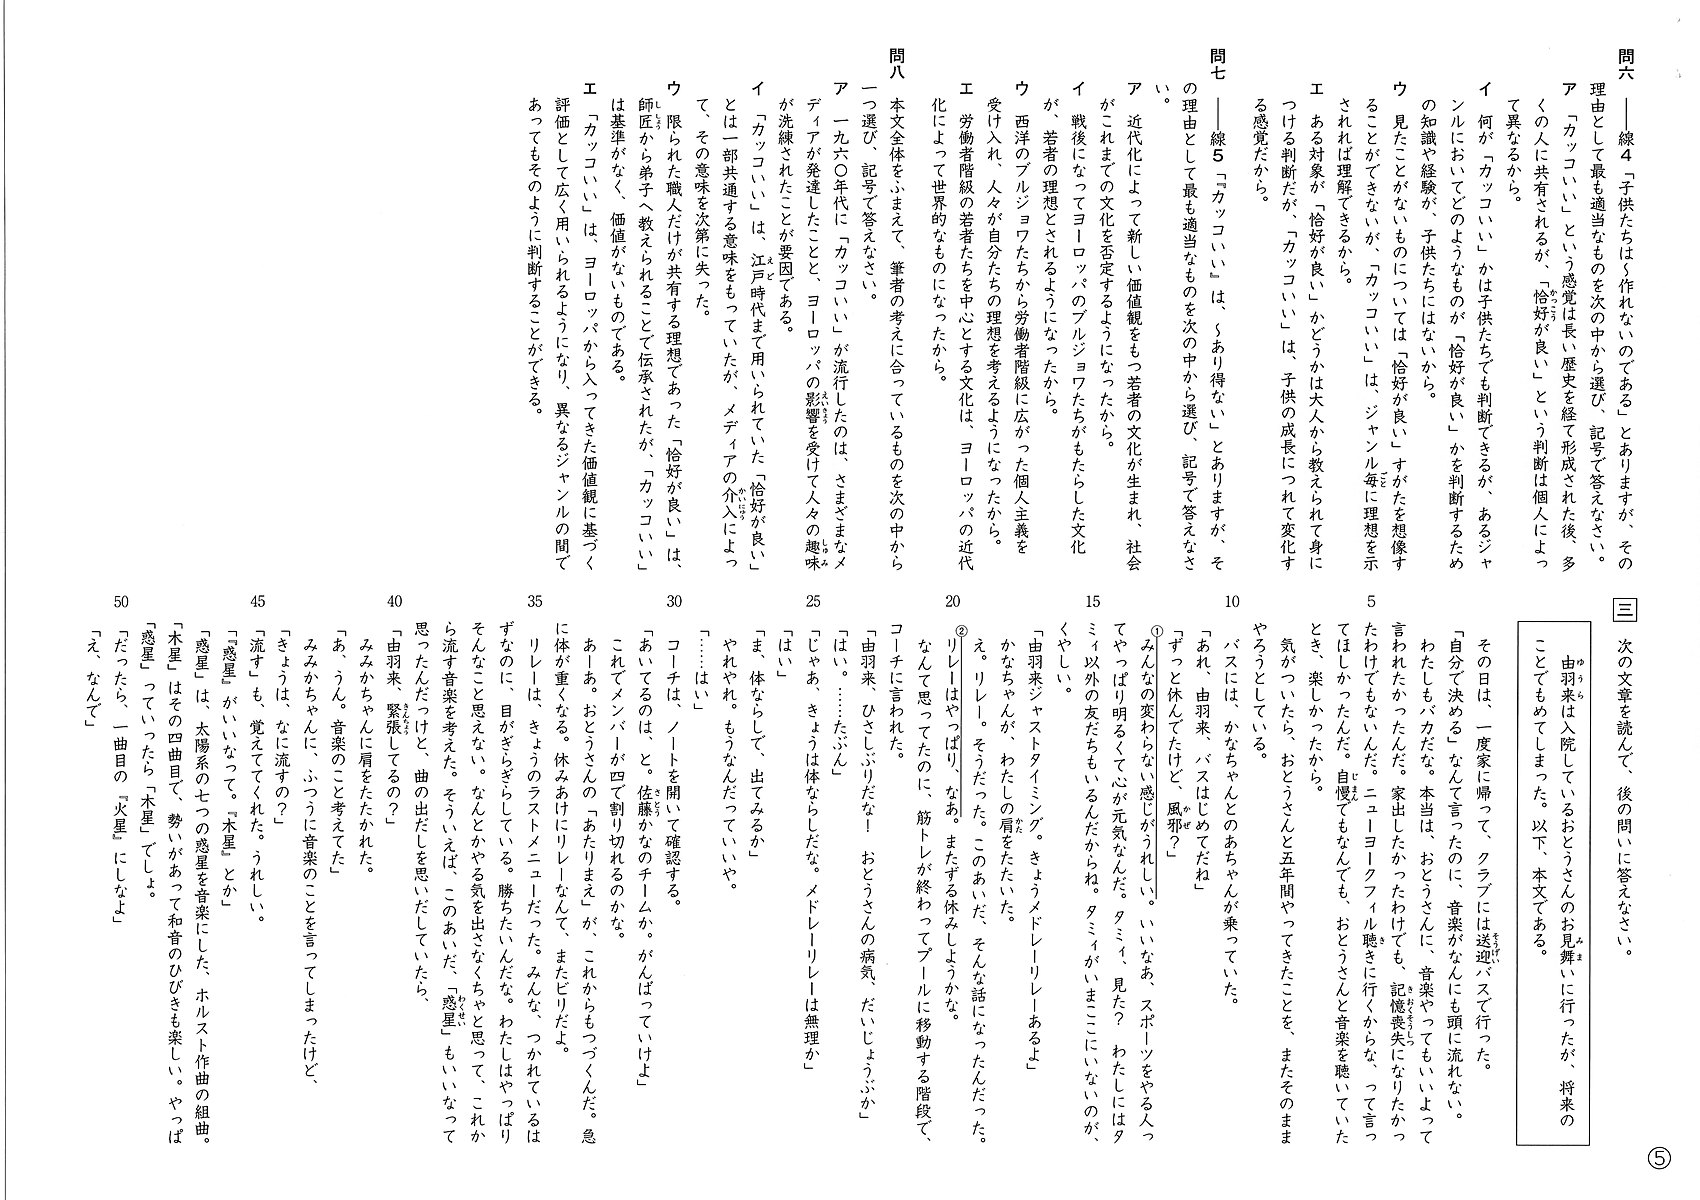 問六　――線4「子供たちは〜作れないのである」とありますが、その
理由として最も適当なものを次の中から選び、記号で答えなさい。
ア　「カッコいい」という感覚は長い歴史を経て形成された後、多
くの人に共有されるが、「恰好が良い」という判断は個人によっ
て異なるから。
イ　何が「カッコいい」かは子供たちでも判断できるが、あるジャ
ンルにおいてどのようなものが「恰好が良い」かを判断するため
の知識や経験が、子供たちにはないから。
ウ　見たことがないものについては「恰好が良い」すがたを想像す
ることができないが、「カッコいい」は、ジャンル毎に理想を示
されれば理解できるから。
エ　ある対象が「恰好が良い」かどうかは大人から教えられて身に
つける判断だが、「カッコいい」は、子供の成長につれて変化す
る感覚だから。
問七　――線5「『カッコいい』は、〜あり得ない」とありますが、そ
の理由として最も適当なものを次の中から選び、記号で答えなさ
い。
ア　近代化によって新しい価値観をもつ若者の文化が生まれ、社会
がこれまでの文化を否定するようになったから。
イ　戦後になってヨーロッパのブルジョワたちがもたらした文化
が、若者の理想とされるようになったから。
ウ　西洋のブルジョワたちから労働者階級に広がった個人主義を
受け入れ、人々が自分たちの理想を考えるようになったから。
エ　労働者階級の若者たちを中心とする文化は、ヨーロッパの近代
化によって世界的なものになったから。
問八　本文全体をふまえて、筆者の考えに合っているものを次の中から
一つ選び、記号で答えなさい。
ア　一九六〇年代に「カッコいい」が流行したのは、さまざまなメ
ディアが発達したことと、ヨーロッパの影響を受けて人々の趣味
が洗練されたことが要因である。
イ　「カッコいい」は、江戸時代まで用いられていた「恰好が良い」
とは一部共通する意味をもっていたが、メディアの介入によっ
て、その意味を次第に失った。
ウ　限られた職人だけが共有する理想であった「恰好が良い」は、
師匠から弟子へ教えられることで伝承されたが、「カッコいい」
は基準がなく、価値がないものである。
エ　「カッコいい」は、ヨーロッパから入ってきた価値観に基づく
評価として広く用いられるようになり、異なるジャンルの間で
あってもそのように判断することができる。
三　次の文章を読んで、後の問いに答えなさい。
由羽来は入院しているおとうさんのお見舞いに行ったが、将来の
ことでもめてしまった。以下、本文である。
その日は、一度家に帰って、クラブには送迎バスで行った。
「自分で決める」なんて言ったのに、音楽がなんにも頭に流れない。
わたしもバカだな。本当は、おとうさんに、音楽やってもいいよって
言われたかったんだ。家出したかったわけでも、記憶喪失になりたかっ
5　たわけでもないんだ。ニューヨークフィル聴きに行くからな、って言っ
てほしかったんだ。自慢でもなんでも、おとうさんと音楽を聴いていた
とき、楽しかったから。
気がついたら、おとうさんと五年間やってきたことを、またそのまま
やろうとしている。
10　バスには、かなちゃんとのあちゃんが乗っていた。
「あれ、由羽来、バスはじめてだね」
「ずっと休んでたけど、風邪？」
①みんなの変わらない感じがうれしい。いいなあ、スポーツをやる人っ
てやっぱり明るくて心が元気なんだ。タミィ、見た？　わたしにはタ
15　ミィ以外の友だちもいるんだからね。タミィがいまここにいないのが、
くやしい。
「由羽来ジャストタイミング。きょうメドレーリレーあるよ」
かなちゃんが、わたしの肩をたたいた。
え。リレー。そうだった。このあいだ、そんな話になったんだった。
20　②リレーはやっぱり、なあ。またずる休みしようかな。
なんて思ってたのに、筋トレが終わってプールに移動する階段で、
コーチに言われた。
「由羽来、ひさしぶりだな！　おとうさんの病気、だいじょうぶか」
「はい。……たぶん」
25　「じゃあ、きょうは体ならしだな。メドレーリレーは無理か」
「はい」
「ま、体ならしで、出てみるか」
やれやれ。もうなんだっていいや。
「……はい」
30　コーチは、ノートを開いて確認する。
「あいてるのは、と。佐藤かなのチームか。がんばっていけよ」
これでメンバーが四で割り切れるのかな。
あーあ。おとうさんの「あたりまえ」が、これからもつづくんだ。急
に体が重くなる。休みあけにリレーなんて、またビリだよ。
35　リレーは、きょうのラストメニューだった。みんな、つかれているは
ずなのに、目がぎらぎらしている。勝ちたいんだな。わたしはやっぱり
そんなこと思えない。なんとかやる気を出さなくちゃと思って、これか
ら流す音楽を考えた。そういえば、このあいだ、「惑星」もいいなって
思ったんだっけと、曲の出だしを思いだしていたら、
40　「由羽来、緊張してるの？」
みみかちゃんに肩をたたかれた。
「あ、うん。音楽のこと考えてた」
みみかちゃんに、ふつうに音楽のことを言ってしまったけど、
「きょうは、なに流すの？」
45　「流す」も、覚えててくれた。うれしい。
「『惑星』がいいなって。『木星』とか」
「惑星」は、太陽系の七つの惑星を音楽にした、ホルスト作曲の組曲。
「木星」はその四曲目で、勢いがあって和音のひびきも楽しい。やっぱ
「惑星」っていったら「木星」でしょ。
50　「だったら、一曲目の『火星』にしなよ」
「え、なんで」
⑤